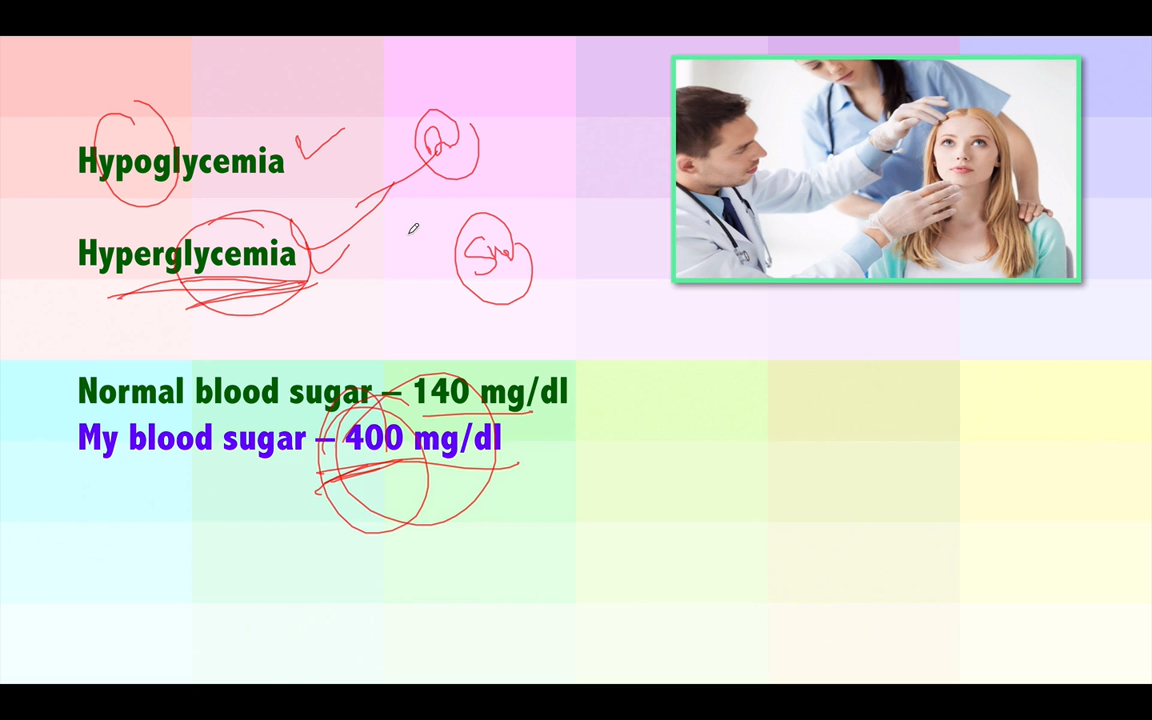 Hypoglycemia
Hyperglycemia
Normal blood sugar – 140 mg/dl
My blood sugar – 400 mg/dl